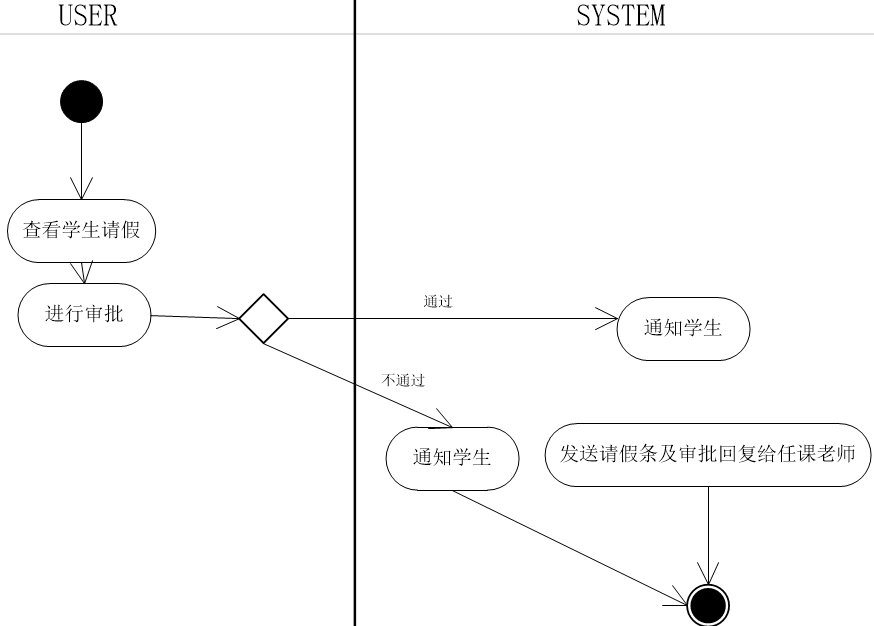 USER
SYSTEM
查看学生请假
进行审批
通过
通知学生
不通过
通知学生
发送请假条及审批回复给任课老师